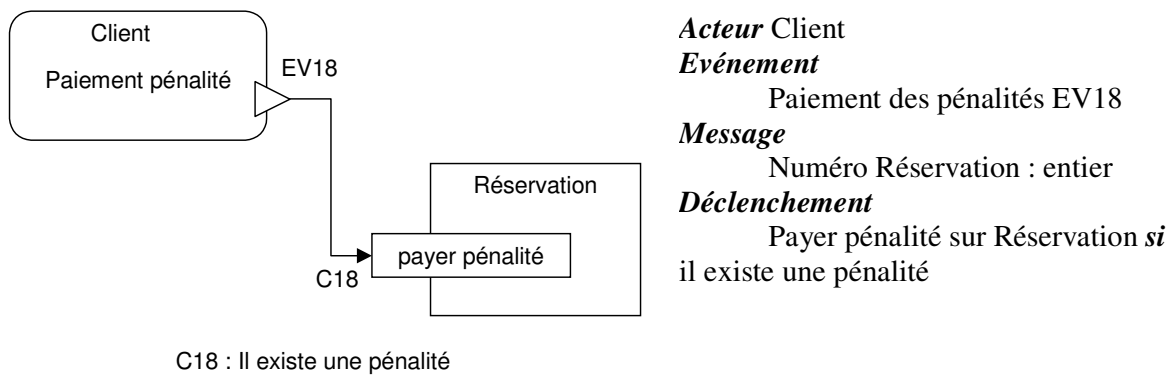 Client
Paiement pénalité
EV18
Réservation
payer pénalité
C18
C18 : Il existe une pénalité
Acteur Client
Evénement
Paiement des pénalités EV18
Message
Numéro Réservation : entier
Déclenchement
Payer pénalité sur Réservation si
il existe une pénalité